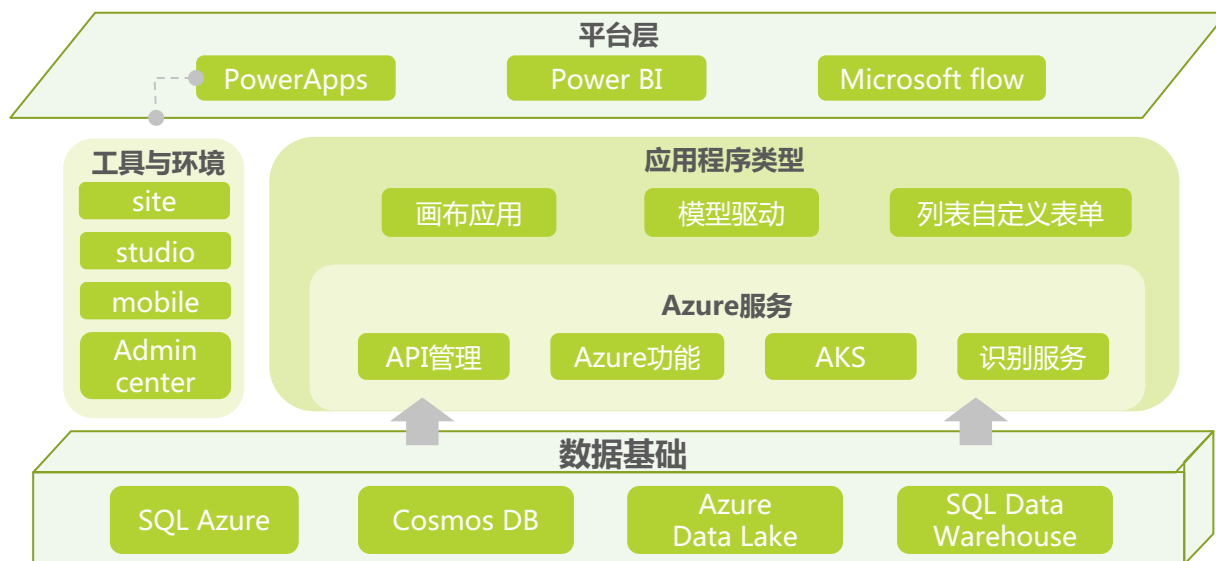 平台层
PowerApps
Power BI
Microsoft flow
工具与环境
site
studio
mobile
Admin
center
应用程序类型
画布应用
模型驱动
列表自定义表单
Azure服务
API管理
Azure功能
AKS
识别服务
数据基础
SQL Azure
Cosmos DB
Azure
Data Lake
SQL Data
Warehouse